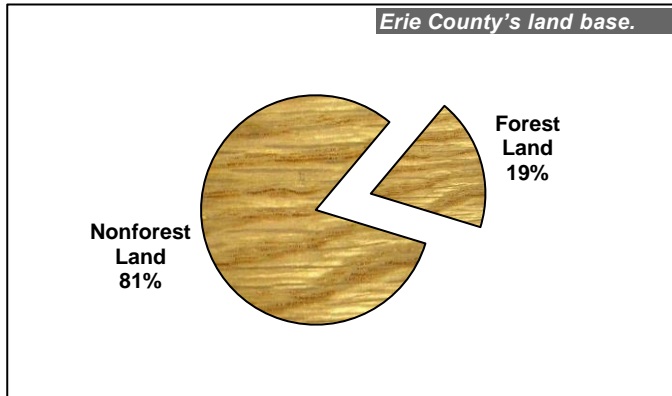 Erie County’s land base.
Forest
Land
19%
Nonforest
Land
81%